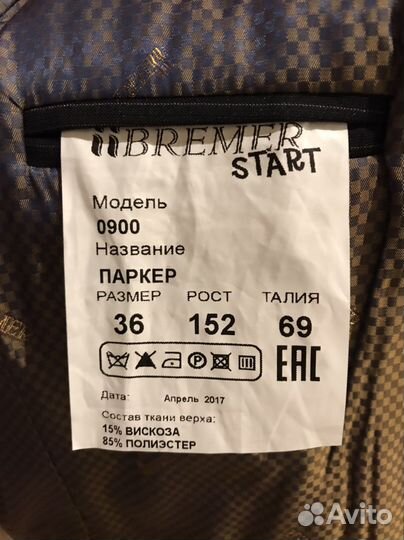 BREMER
START
Модель
0900
Название
ПАРКЕР
РАЗМЕР РОСТ ТАЛИЯ
36 152 69
P EAC
Дата: Апрель 2017
Состав ткани верха:
15% ВИСКОЗА
85% ПОЛИЭСТЕР
Avito